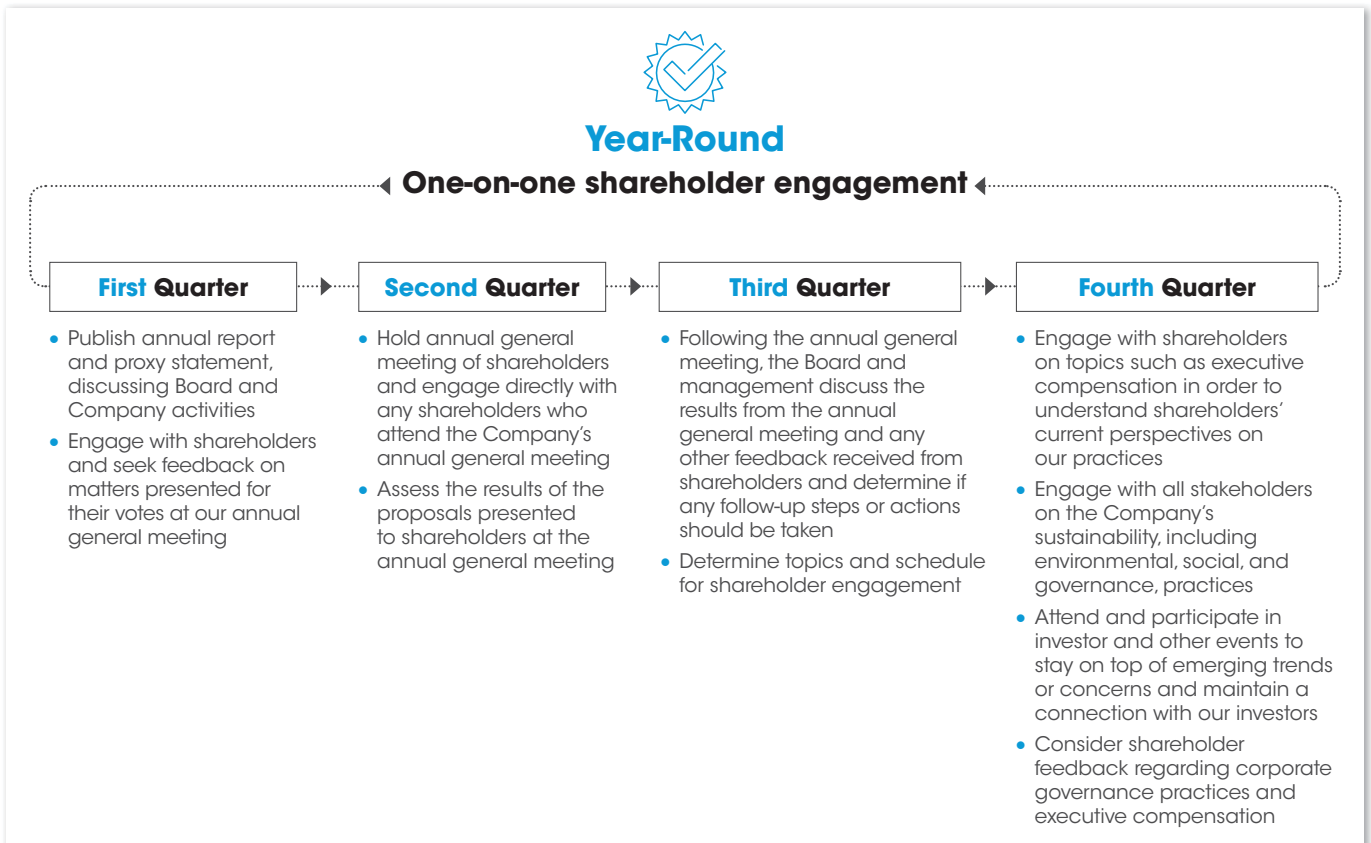 Year-Round
One-on-one shareholder engagement
First Quarter
• Publish annual report
and proxy statement,
discussing Board and
Company activities
• Engage with shareholders
and seek feedback on
matters presented for
their votes at our annual
general meeting
Second Quarter
• Hold annual general
meeting of shareholders
and engage directly with
any shareholders who
attend the Company's
annual general meeting
• Assess the results of the
proposals presented
to shareholders at the
annual general meeting
Third Quarter
• Following the annual general
meeting, the Board and
management discuss the
results from the annual
general meeting and any
other feedback received from
shareholders and determine if
any follow-up steps or actions
should be taken
• Determine topics and schedule
for shareholder engagement
Fourth Quarter
• Engage with shareholders
on topics such as executive
compensation in order to
understand shareholders'
current perspectives on
our practices
• Engage with all stakeholders
on the Company's
sustainability, including
environmental, social, and
governance, practices
• Attend and participate in
investor and other events to
stay on top of emerging trends
or concerns and maintain a
connection with our investors
• Consider shareholder
feedback regarding corporate
governance practices and
executive compensation